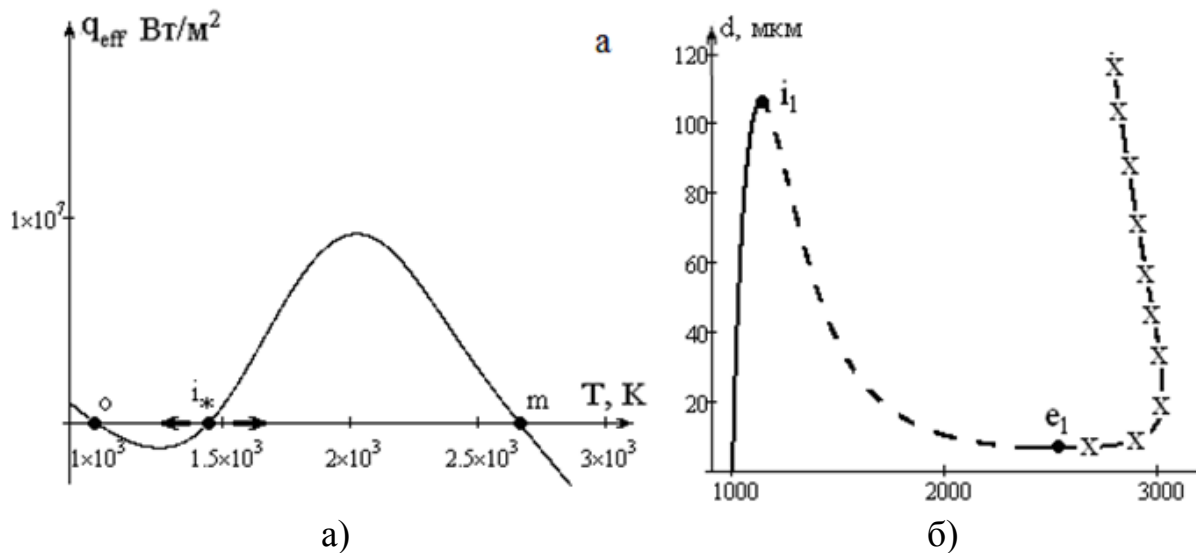 q_eff Вт/м²
а
1×10⁷
o
i*
m
T, K
1×10³
1.5×10³
2×10³
2.5×10³
3×10³
а)
d, мкм
120
100
80
60
40
20
i₁
e₁
X
X
X
X
X
X
X
X
X
X
1000
2000
3000
б)